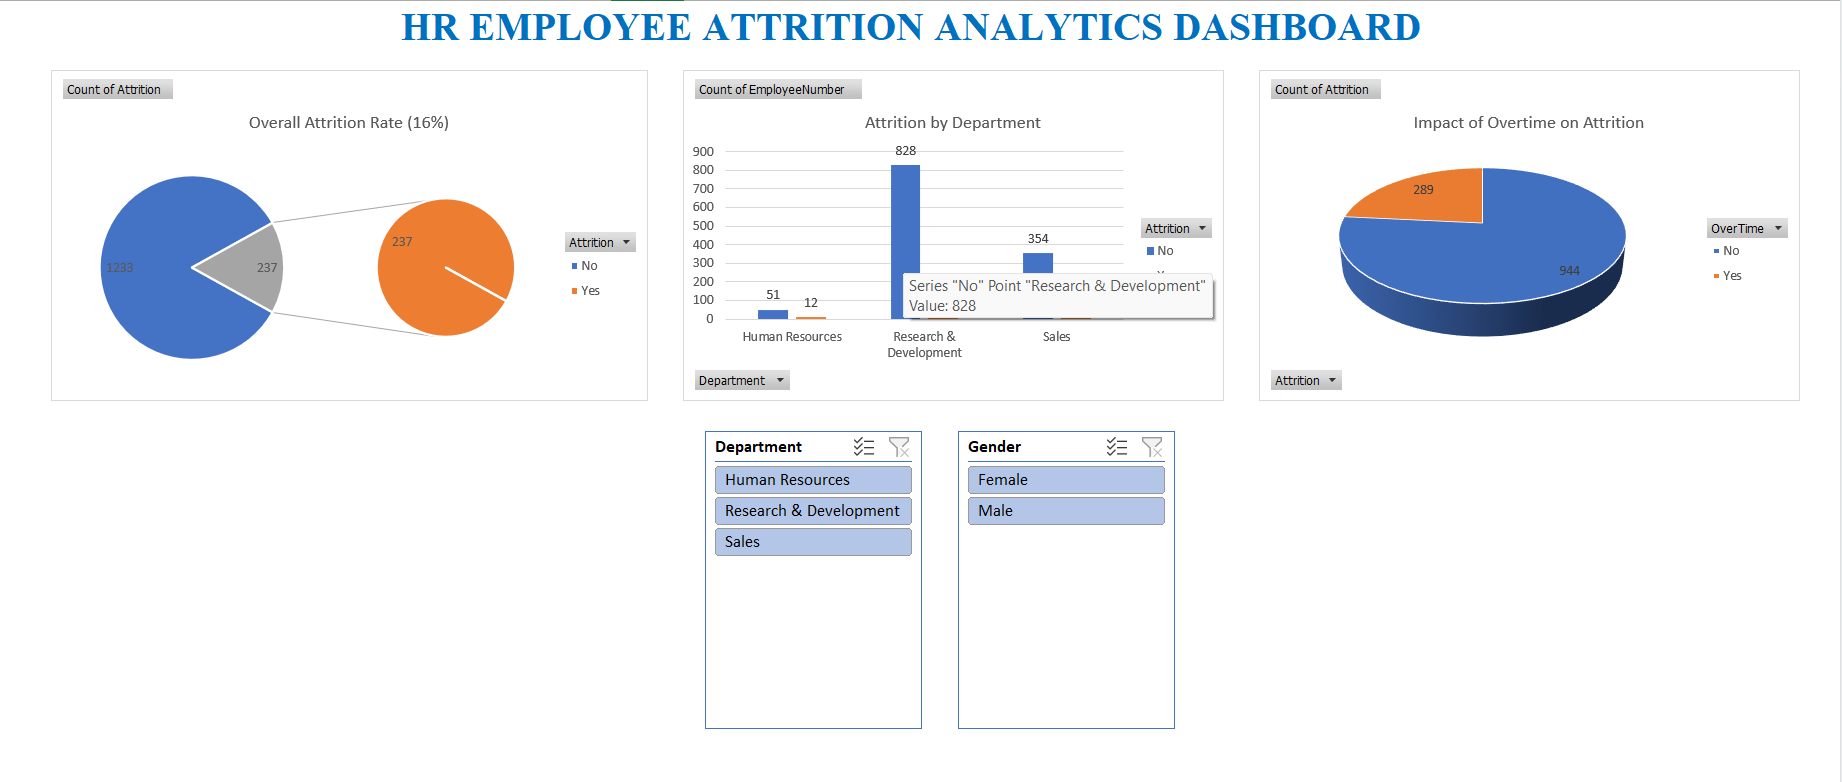 HR EMPLOYEE ATTRITION ANALYTICS DASHBOARD
Count of Attrition
Overall Attrition Rate (16%)
1233
237
237
Attrition
No
Yes
Count of EmployeeNumber
Attrition by Department
900
800
700
600
500
400
300
200
100
0
51
12
828
354
Human Resources
Research &
Development
Sales
Attrition
No
Series "No" Point "Research & Development"
Value: 828
Department
Count of Attrition
Impact of Overtime on Attrition
289
944
OverTime
No
Yes
Attrition
Department
Human Resources
Research & Development
Sales
Gender
Female
Male